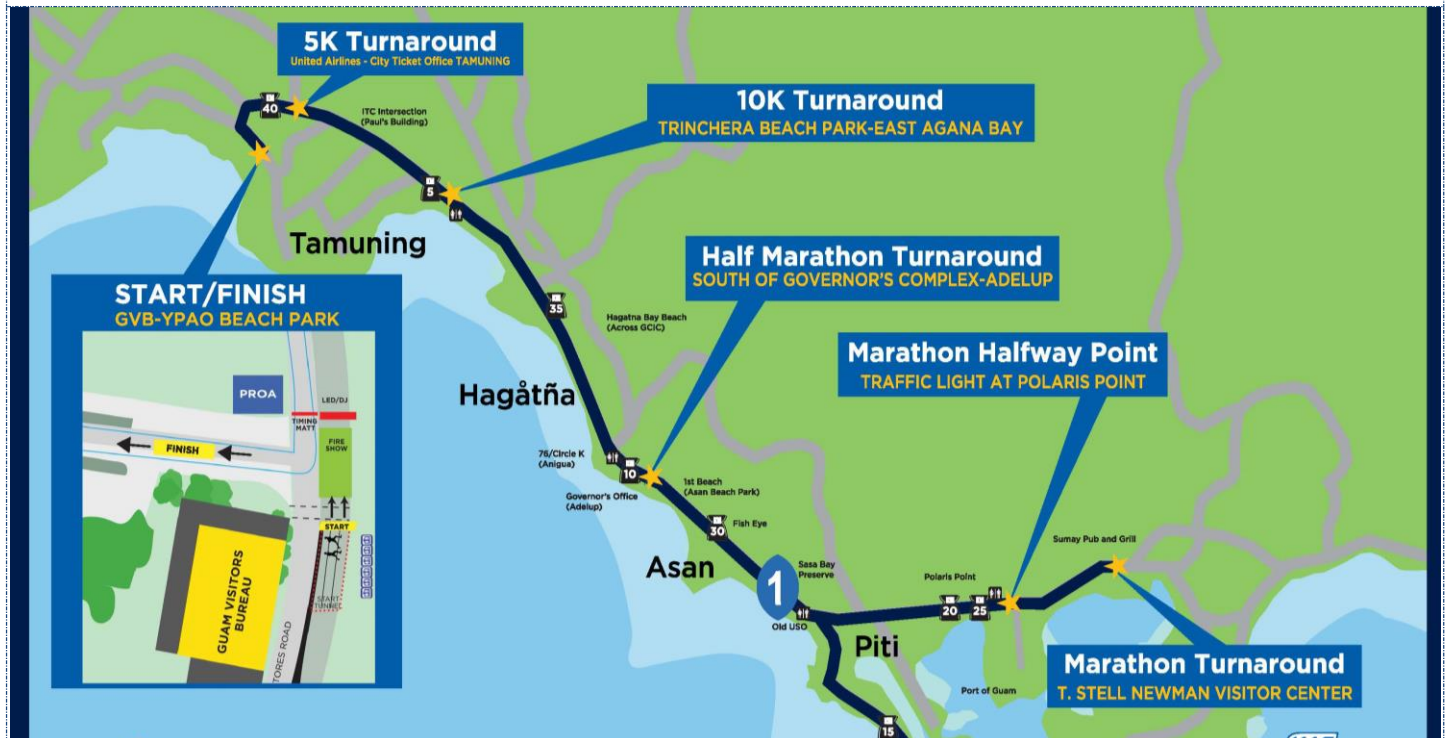 5K Turnaround
United Airlines - City Ticket Office TAMUNING
40
ITC Intersection
(Paul's Building)
10K Turnaround
TRINCHERA BEACH PARK-EAST AGANA BAY
5
Tamuning
START/FINISH
GVB-YPAO BEACH PARK
PROA
LED/DJ
TIMING
MATT
FIRE
SHOW
FINISH
START
START
TUNNEL
GUAM VISITORS
BUREAU
TORES ROAD
Half Marathon Turnaround
SOUTH OF GOVERNOR'S COMPLEX-ADELUP
35
Hagatna Bay Beach
(Across GCIC)
Marathon Halfway Point
TRAFFIC LIGHT AT POLARIS POINT
Hagåtña
76/Circle K
(Anigua)
10
Governor's Office
(Adelup)
1st Beach
(Asan Beach Park)
30
Fish Eye
Asan
1
Sasa Bay
Preserve
Old USO
Polaris Point
20
25
Sumay Pub and Grill
Piti
Port of Guam
Marathon Turnaround
T. STELL NEWMAN VISITOR CENTER
15